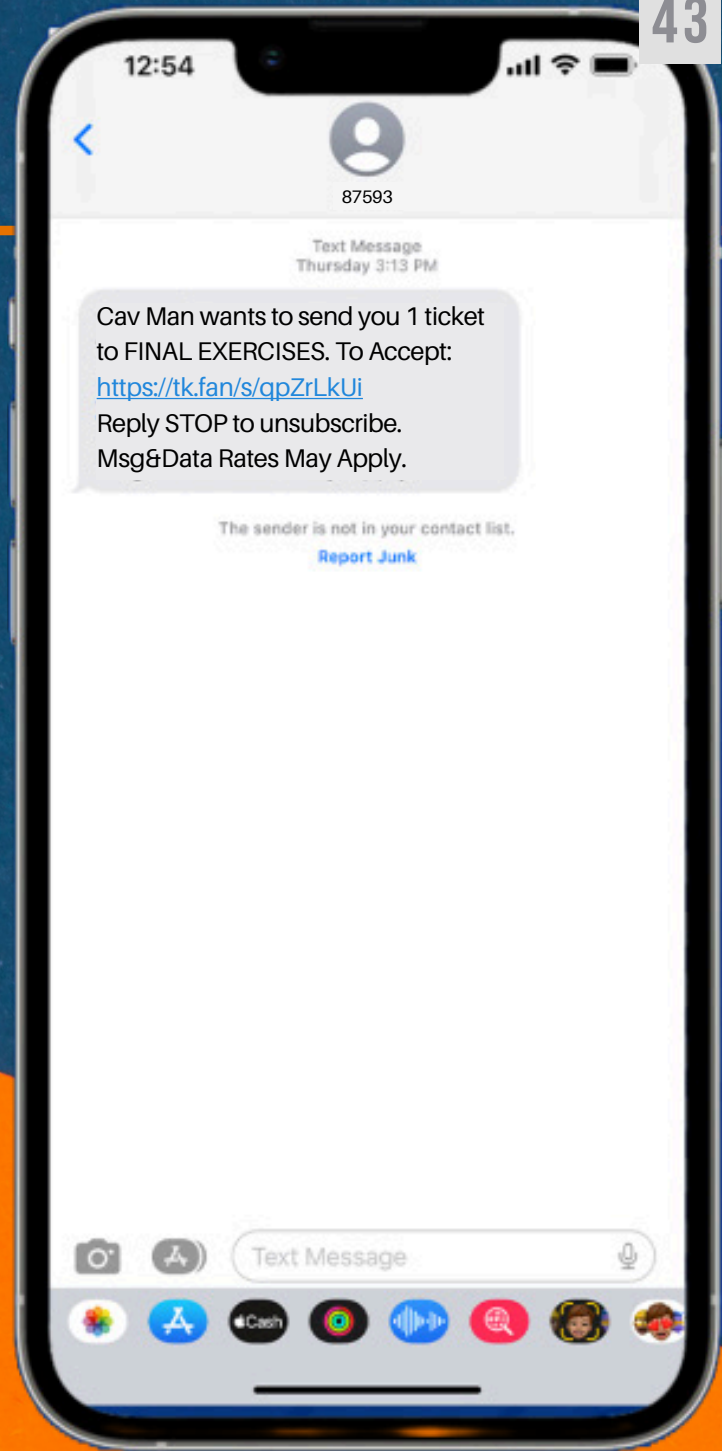 43
12:54
87593
Text Message
Thursday 3:13 PM
Cav Man wants to send you 1 ticket
to FINAL EXERCISES. To Accept:
https://tk.fan/s/qpZrLkUi
Reply STOP to unsubscribe.
Msg&Data Rates May Apply.
The sender is not in your contact list.
Report Junk
Text Message
Cash